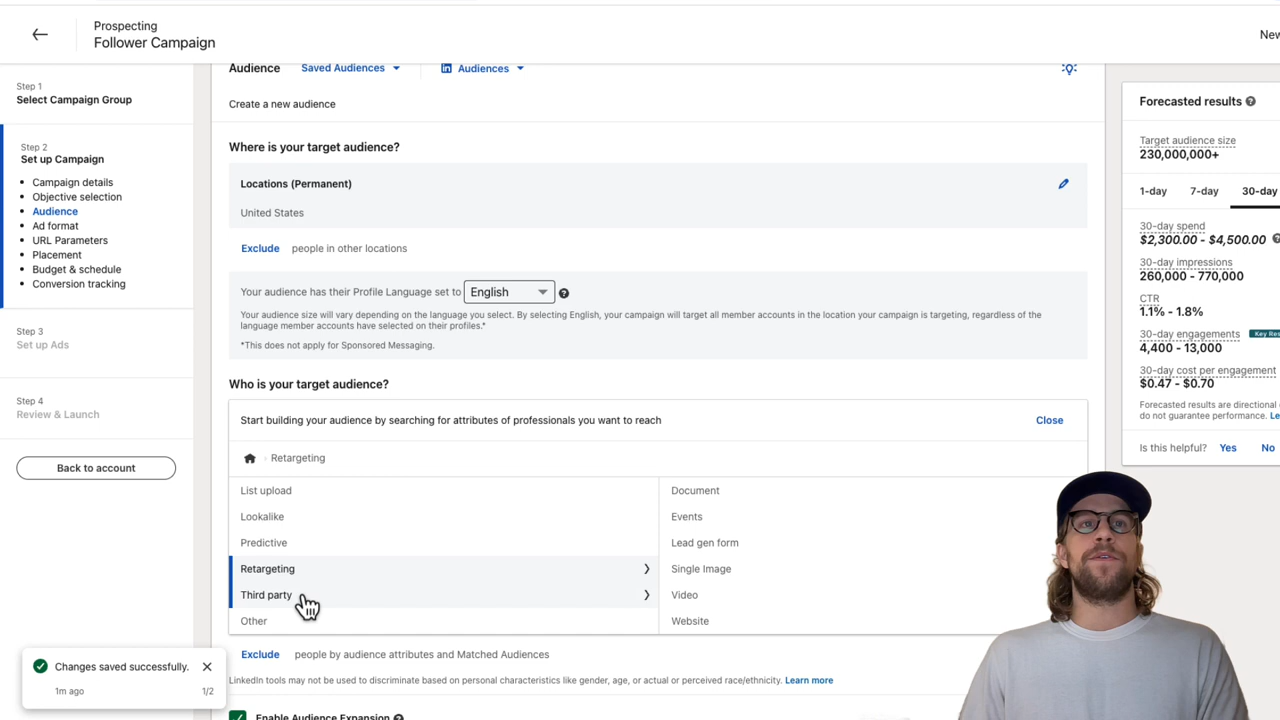 Prospecting
Follower Campaign
New
Step 1
Select Campaign Group
Step 2
Set up Campaign
Campaign details
Objective selection
Audience
Ad format
URL Parameters
Placement
Budget & schedule
Conversion tracking
Step 3
Set up Ads
Step 4
Review & Launch
Back to account
Changes saved successfully.
1m ago 1/2
Audience Saved Audiences Audiences
Create a new audience
Where is your target audience?
Locations (Permanent)
United States
Exclude people in other locations
Your audience has their Profile Language set to English
Your audience size will vary depending on the language you select. By selecting English, your campaign will target all member accounts in the location your campaign is targeting, regardless of the
language member accounts have selected on their profiles.*
*This does not apply for Sponsored Messaging.
Who is your target audience?
Start building your audience by searching for attributes of professionals you want to reach Close
Retargeting
List upload
Lookalike
Predictive
Retargeting
Third party
Other
Document
Events
Lead gen form
Single Image
Video
Website
Exclude people by audience attributes and Matched Audiences
LinkedIn tools may not be used to discriminate based on personal characteristics like gender, age, or actual or perceived race/ethnicity. Learn more
Enable Audience Expansion
Forecasted results
Target audience size
230,000,000+
1-day 7-day 30-day
30-day spend
$2,300.00 - $4,500.00
30-day impressions
260,000 - 770,000
CTR
1.1% - 1.8%
30-day engagements Key Res
4,400 - 13,000
30-day cost per engagement
$0.47 - $0.70
Forecasted results are directional
do not guarantee performance. Le
Is this helpful? Yes No